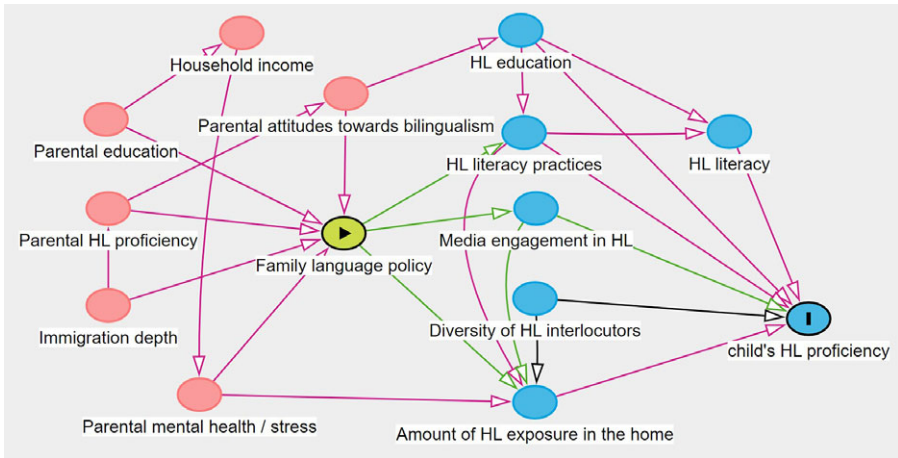 Household income
HL education
Parental attitudes towards bilingualism
Parental education
HL literacy practices
HL literacy
Parental HL proficiency
Media engagement in HL
Family language policy
Immigration depth
Diversity of HL interlocutors
child's HL proficiency
Parental mental health / stress
Amount of HL exposure in the home